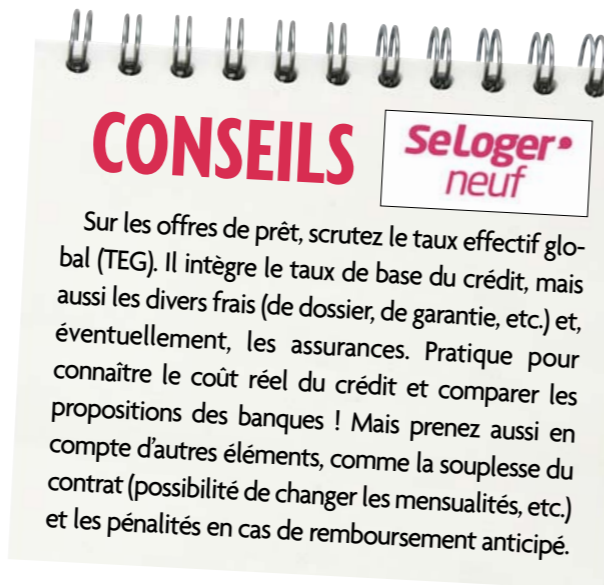 CONSEILS
SeLoger
neuf
Sur les offres de prêt, scrutez le taux effectif glo-
bal (TEG). Il intègre le taux de base du crédit, mais
aussi les divers frais (de dossier, de garantie, etc.) et,
éventuellement, les assurances. Pratique pour
connaître le coût réel du crédit et comparer les
propositions des banques ! Mais prenez aussi en
compte d'autres éléments, comme la souplesse du
contrat (possibilité de changer les mensualités, etc.)
et les pénalités en cas de remboursement anticipé.